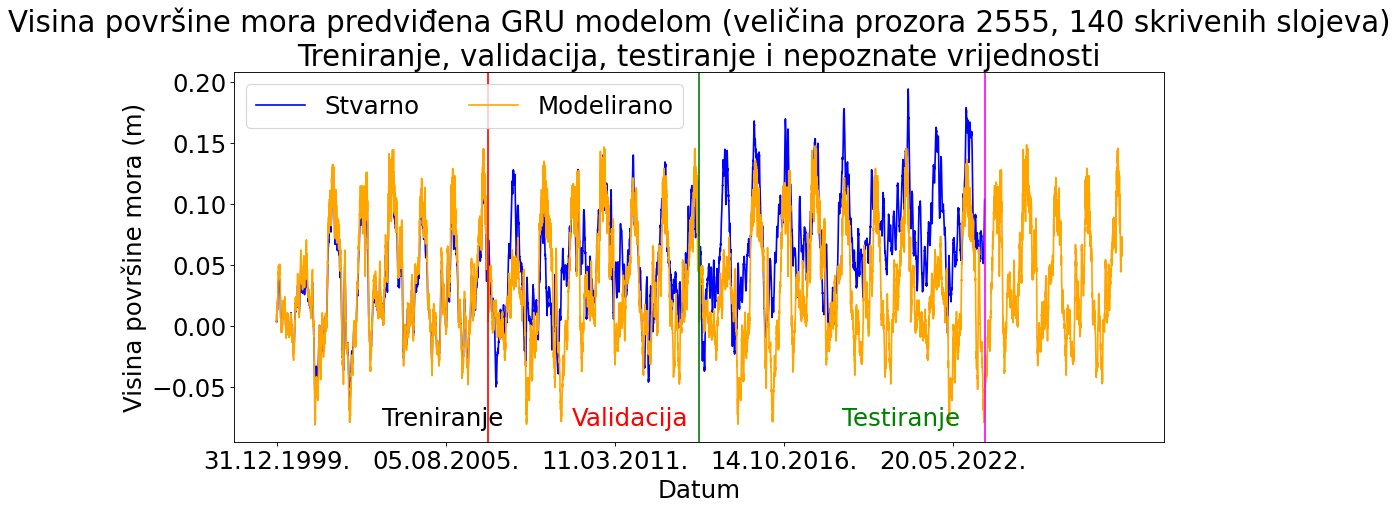 Visina površine mora predviđena GRU modelom (veličina prozora 2555, 140 skrivenih slojeva)
Treniranje, validacija, testiranje i nepoznate vrijednosti
Stvarno Modelirano
Visina površine mora (m)
0.20
0.15
0.10
0.05
0.00
−0.05
Treniranje Validacija Testiranje
31.12.1999. 05.08.2005. 11.03.2011. 14.10.2016. 20.05.2022.
Datum